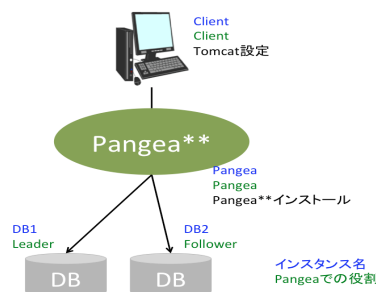 Client
Client
Tomcat設定
Pangea**
Pangea
Pangea
Pangea**インストール
DB1
Leader
DB2
Follower
DB
DB
インスタンス名
Pangeaでの役割